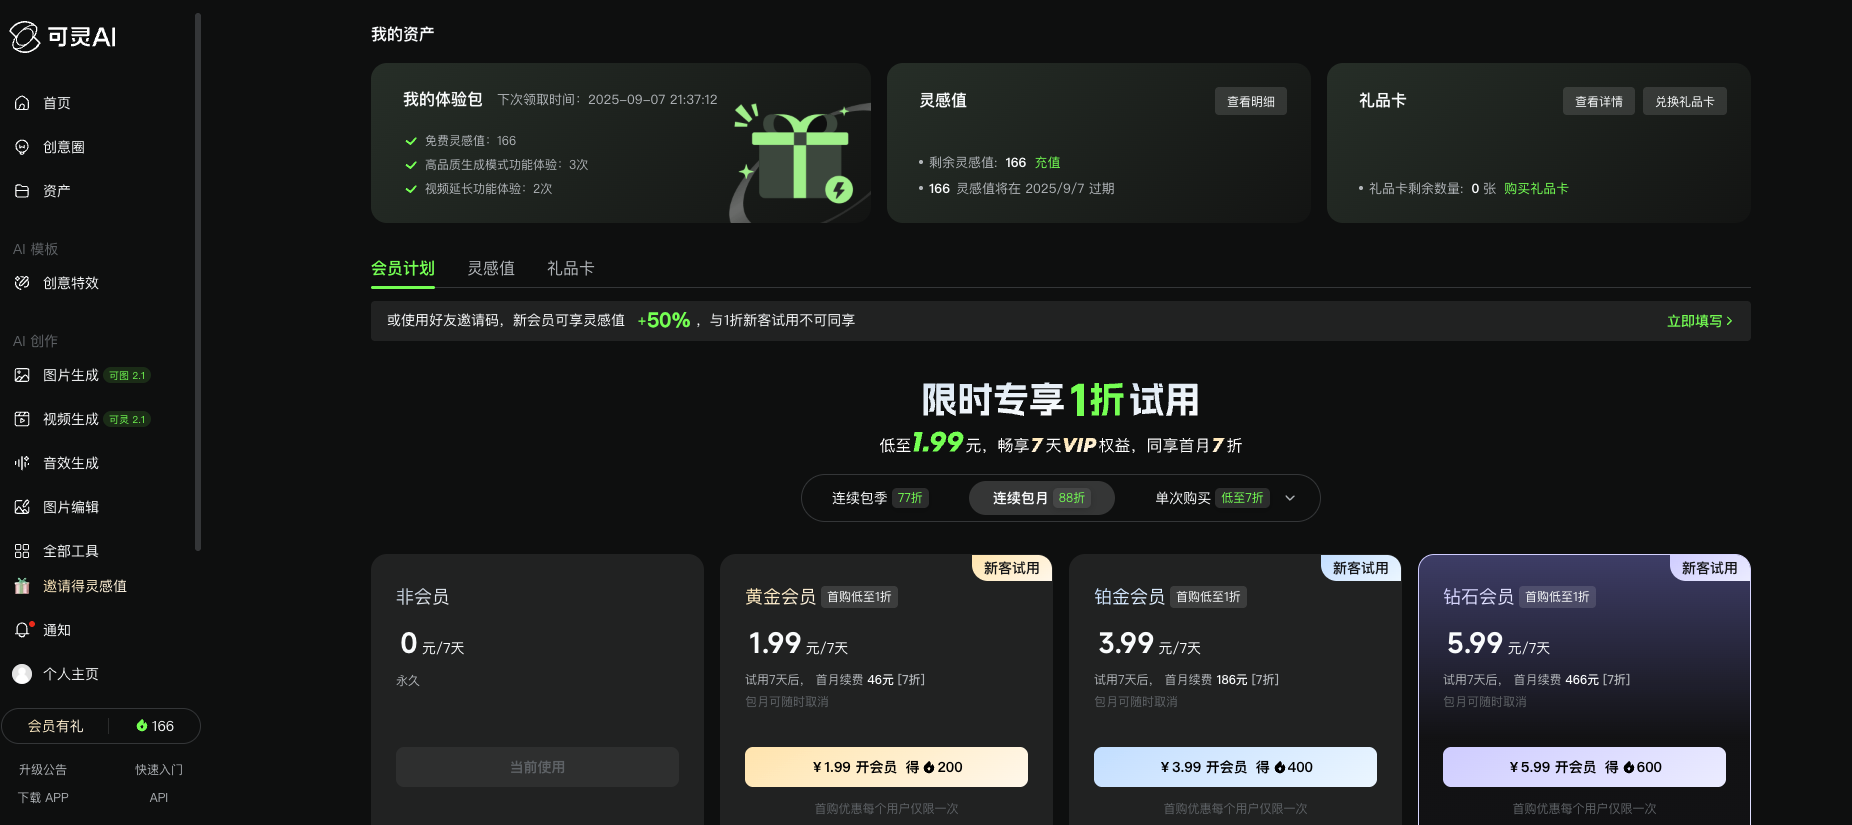 可灵AI
首页
创意圈
资产
AI 模板
创意特效
AI 创作
图片生成 可图 2.1
视频生成 可灵 2.1
音效生成
图片编辑
全部工具
邀请得灵感值
通知
个人主页
会员有礼 166
升级公告 快速入门
下载 APP API
我的资产
我的体验包 下次领取时间：2025-09-07 21:37:12
免费灵感值：166
高品质生成模式功能体验：3次
视频延长功能体验：2次
灵感值 查看明细
• 剩余灵感值: 166 充值
• 166 灵感值将在 2025/9/7 过期
礼品卡 查看详情 兑换礼品卡
• 礼品卡剩余数量: 0 张 购买礼品卡
会员计划 灵感值 礼品卡
或使用好友邀请码，新会员可享灵感值 +50% ，与1折新客试用不可同享 立即填写
限时专享1折试用
低至1.99元，畅享7天VIP权益，同享首月7折
连续包季 77折 连续包月 88折 单次购买 低至7折
非会员
0 元/7天
永久
当前使用
新客试用
黄金会员 首购低至1折
1.99 元/7天
试用7天后， 首月续费 46元 [7折]
包月可随时取消
¥ 1.99 开会员 得 200
首购优惠每个用户仅限一次
新客试用
铂金会员 首购低至1折
3.99 元/7天
试用7天后， 首月续费 186元 [7折]
包月可随时取消
¥ 3.99 开会员 得 400
首购优惠每个用户仅限一次
新客试用
钻石会员 首购低至1折
5.99 元/7天
试用7天后， 首月续费 466元 [7折]
包月可随时取消
¥ 5.99 开会员 得 600
首购优惠每个用户仅限一次